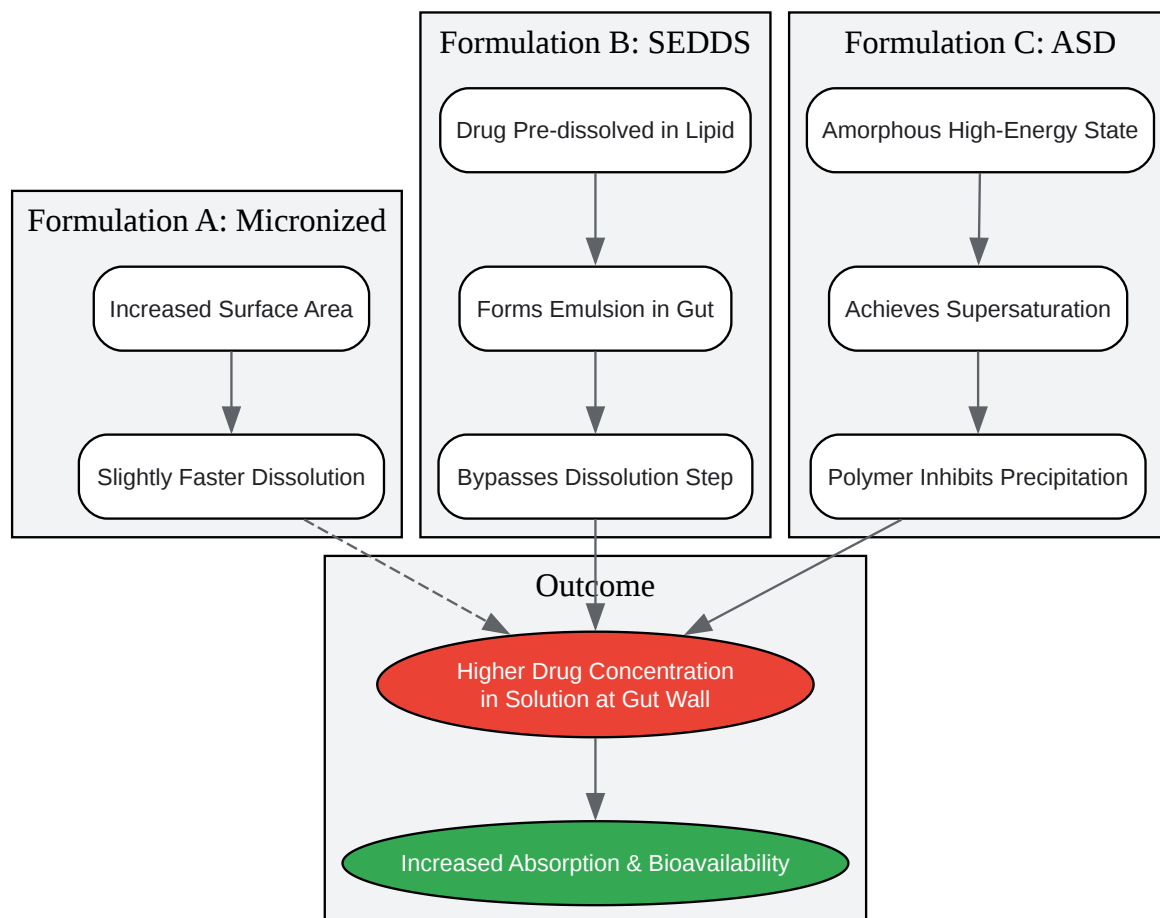 Formulation A: Micronized
Increased Surface Area
Slightly Faster Dissolution
Formulation B: SEDDS
Drug Pre-dissolved in Lipid
Forms Emulsion in Gut
Bypasses Dissolution Step
Formulation C: ASD
Amorphous High-Energy State
Achieves Supersaturation
Polymer Inhibits Precipitation
Outcome
Higher Drug Concentration
in Solution at Gut Wall
Increased Absorption & Bioavailability